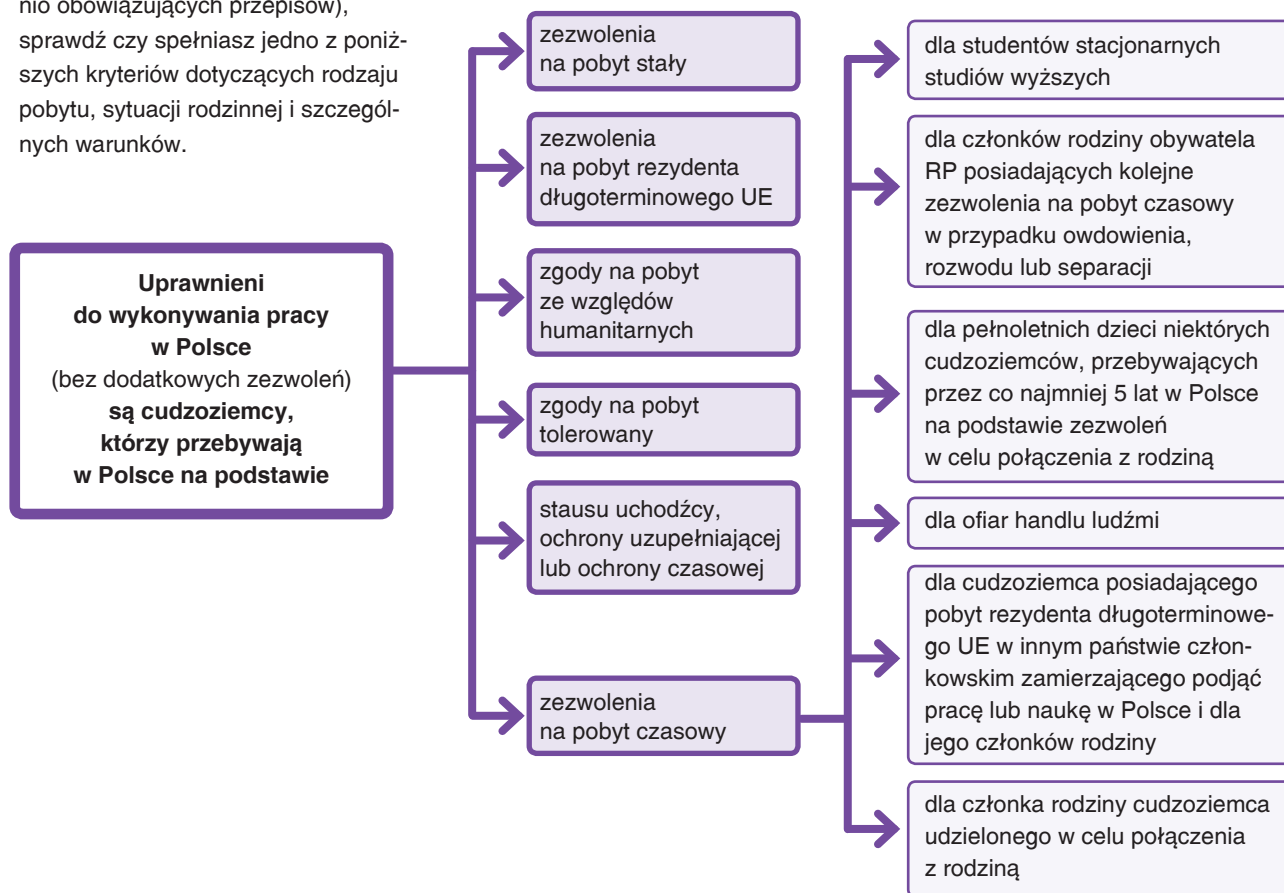 nio obowiązujących przepisów),
sprawdź czy spełniasz jedno z poniż-
szych kryteriów dotyczących rodzaju
pobytu, sytuacji rodzinnej i szczegól-
nych warunków.
Uprawnieni
do wykonywania pracy
w Polsce
(bez dodatkowych zezwoleń)
są cudzoziemcy,
którzy przebywają
w Polsce na podstawie
zezwolenia
na pobyt stały
zezwolenia
na pobyt rezydenta
długoterminowego UE
zgody na pobyt
ze względów
humanitarnych
zgody na pobyt
tolerowany
stausu uchodźcy,
ochrony uzupełniającej
lub ochrony czasowej
zezwolenia
na pobyt czasowy
dla studentów stacjonarnych
studiów wyższych
dla członków rodziny obywatela
RP posiadających kolejne
zezwolenia na pobyt czasowy
w przypadku owdowienia,
rozwodu lub separacji
dla pełnoletnich dzieci niektórych
cudzoziemców, przebywających
przez co najmniej 5 lat w Polsce
na podstawie zezwoleń
w celu połączenia z rodziną
dla ofiar handlu ludźmi
dla cudzoziemca posiadającego
pobyt rezydenta długoterminowe-
go UE w innym państwie człon-
kowskim zamierzającego podjąć
pracę lub naukę w Polsce i dla
jego członków rodziny
dla członka rodziny cudzoziemca
udzielonego w celu połączenia
z rodziną